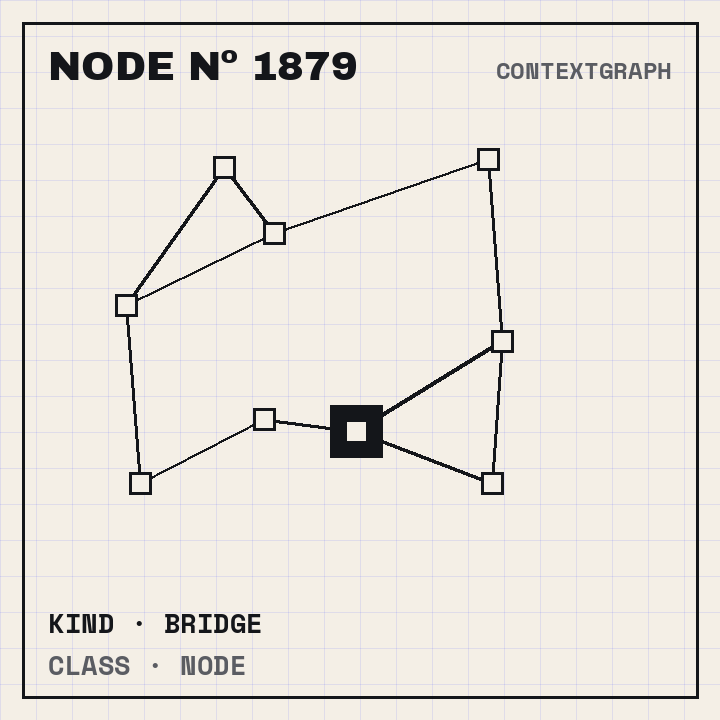 NODE Nº 1879
CONTEXTGRAPH
KIND · BRIDGE
CLASS · NODE